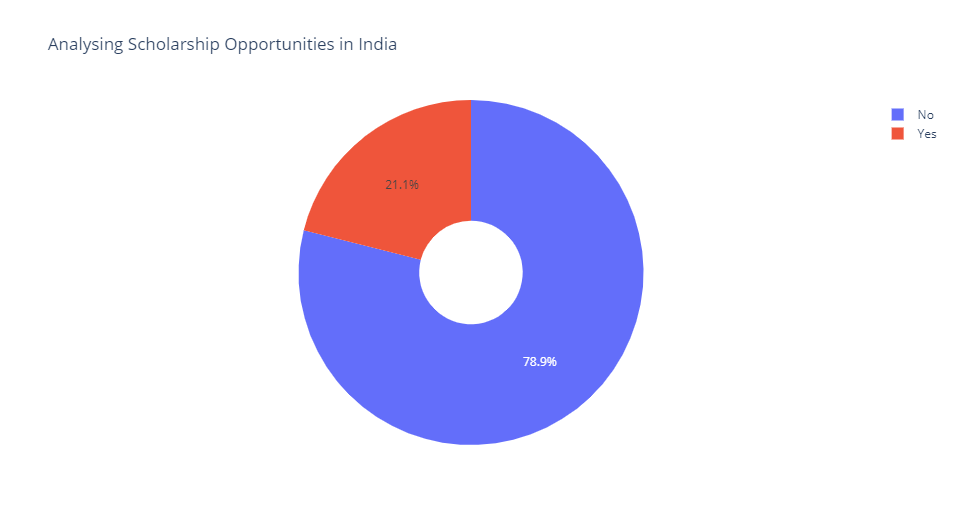 Analysing Scholarship Opportunities in India
No
Yes
21.1%
78.9%